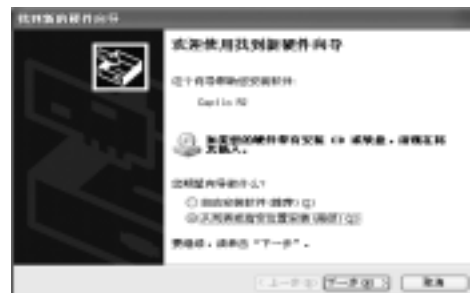 找到新的硬件向导
欢迎使用找到新硬件向导
这个向导帮助您安装软件:
如果您的硬件带有安装 CD 或软盘，请现在将
其插入。
您期望向导做什么?
自动安装软件(推荐)(I)
从列表或指定位置安装(高级)(S)
要继续，请单击“下一步”。
<上一步(B) 下一步(N)> 取消